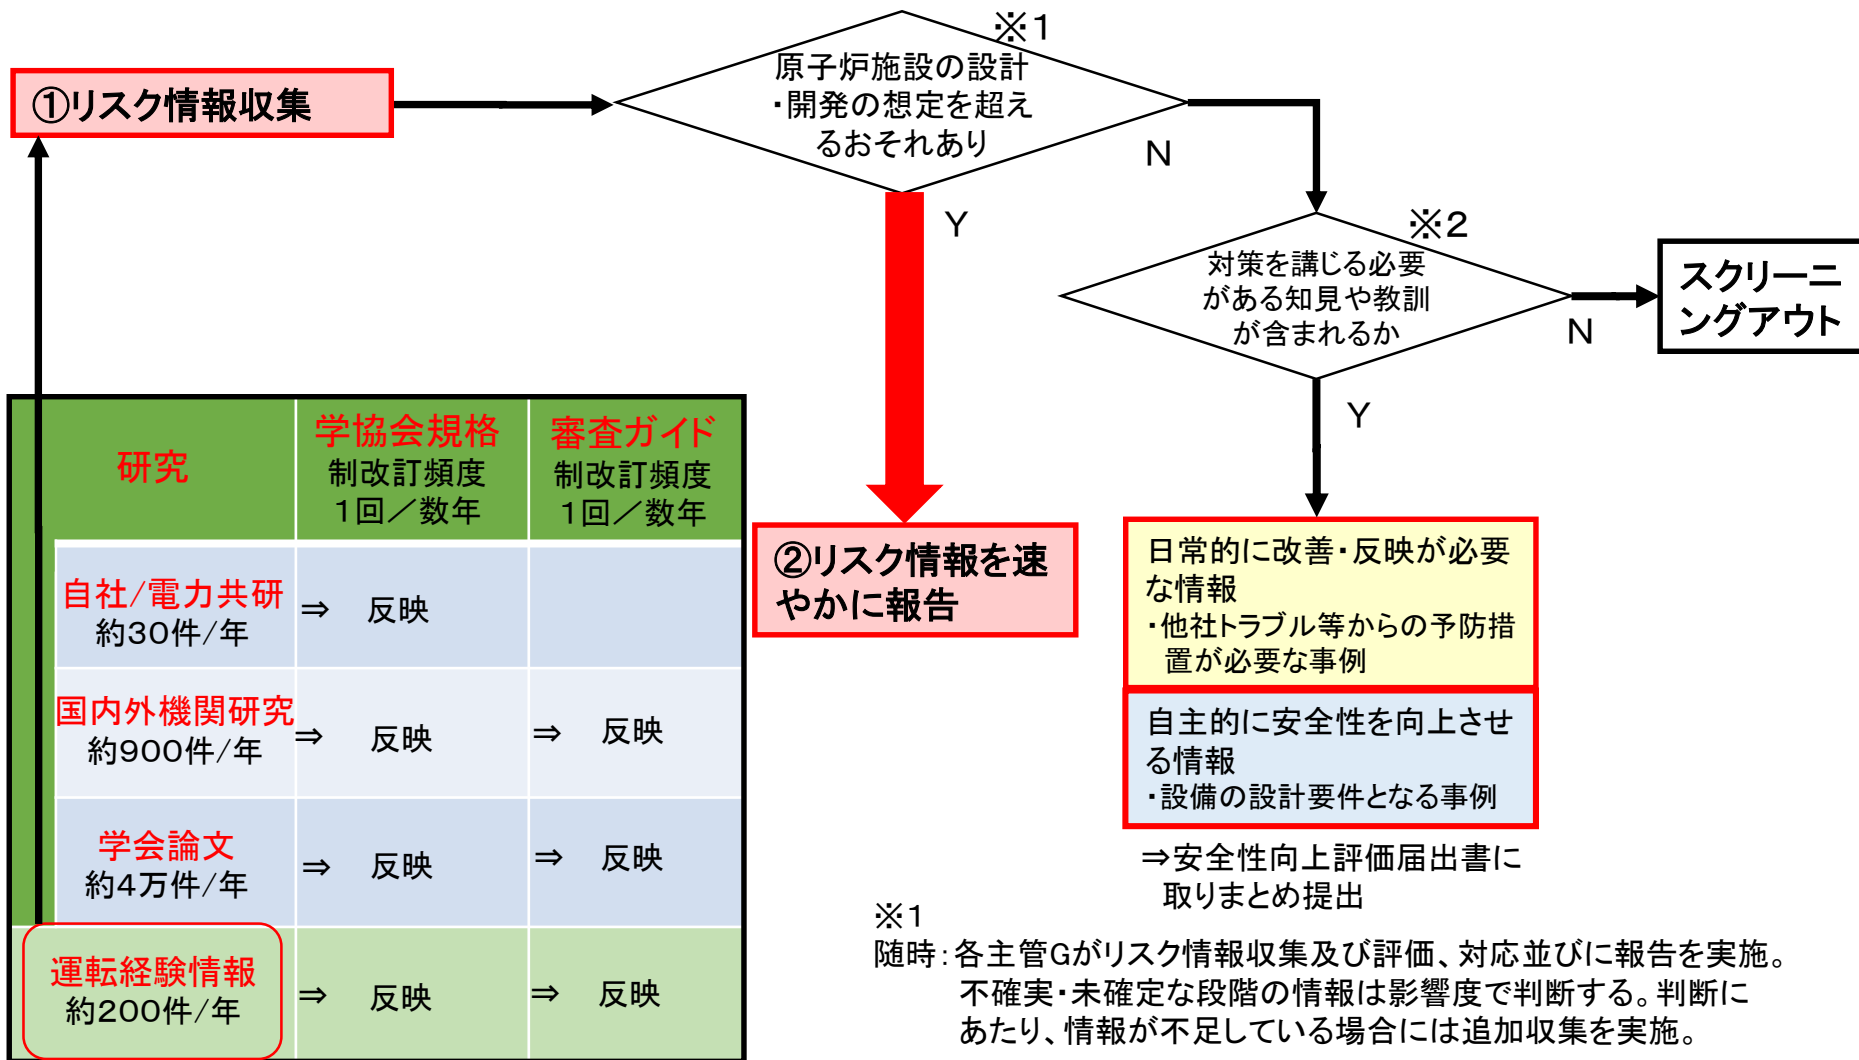 ①リスク情報収集
※1
原子炉施設の設計
・開発の想定を超え
るおそれあり
N
Y
※2
対策を講じる必要
がある知見や教訓
が含まれるか
N
Y
スクリーニ
ングアウト
研究
学協会規格
制改訂頻度
1回／数年
審査ガイド
制改訂頻度
1回／数年
自社/電力共研
約30件/年
⇒ 反映
国内外機関研究
約900件/年
⇒ 反映
⇒ 反映
学会論文
約4万件/年
⇒ 反映
⇒ 反映
運転経験情報
約200件/年
⇒ 反映
⇒ 反映
②リスク情報を速
やかに報告
日常的に改善・反映が必要
な情報
・他社トラブル等からの予防措
置が必要な事例
自主的に安全性を向上させ
る情報
・設備の設計要件となる事例
⇒安全性向上評価届出書に
取りまとめ提出
※1
随時：各主管Gがリスク情報収集及び評価、対応並びに報告を実施。
不確実・未確定な段階の情報は影響度で判断する。判断に
あたり、情報が不足している場合には追加収集を実施。